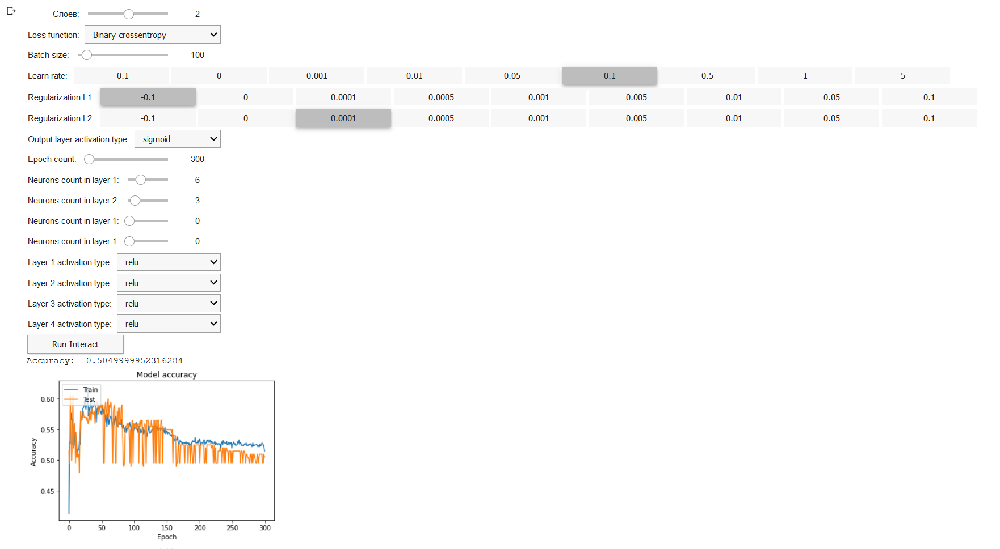 Слоев: 2
Loss function: Binary crossentropy
Batch size: 100
Learn rate: -0.1 0 0.001 0.01 0.05 0.1 0.5 1 5
Regularization L1: -0.1 0 0.0001 0.0005 0.001 0.005 0.01 0.05 0.1
Regularization L2: -0.1 0 0.0001 0.0005 0.001 0.005 0.01 0.05 0.1
Output layer activation type: sigmoid
Epoch count: 300
Neurons count in layer 1: 6
Neurons count in layer 2: 3
Neurons count in layer 1: 0
Neurons count in layer 1: 0
Layer 1 activation type: relu
Layer 2 activation type: relu
Layer 3 activation type: relu
Layer 4 activation type: relu
Run Interact
Accuracy: 0.5049999952316284
Model accuracy
Train
Test
0.60
0.55
0.50
0.45
Accuracy
0 50 100 150 200 250 300
Epoch